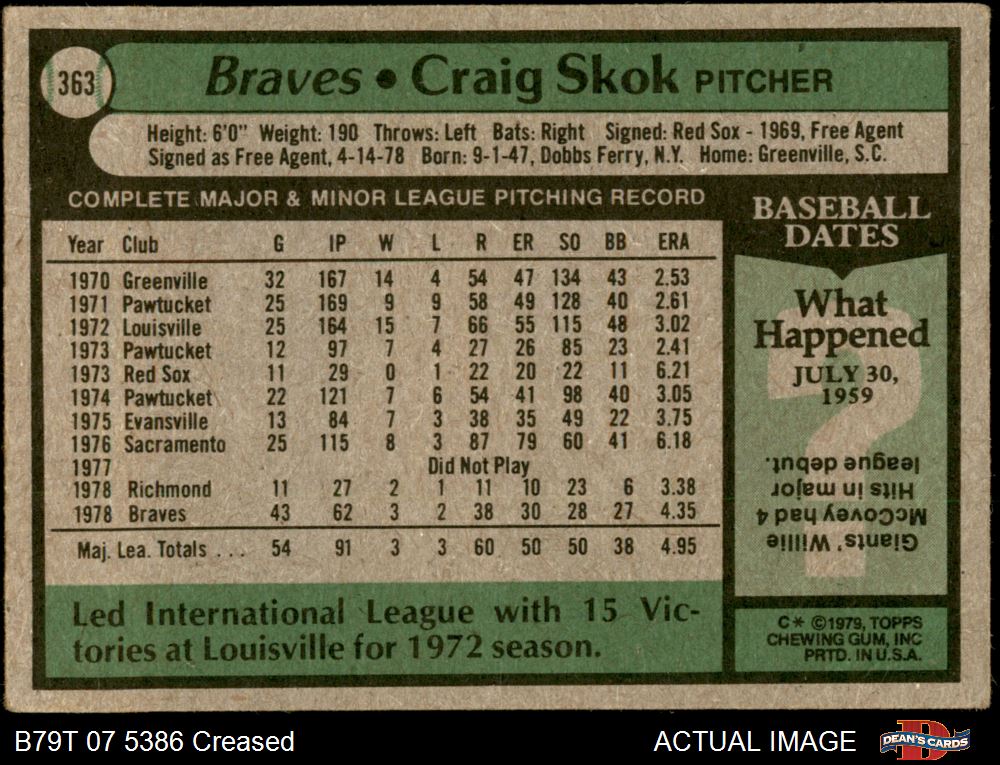 363
Braves • Craig Skok PITCHER
Height: 6'0" Weight: 190 Throws: Left Bats: Right Signed: Red Sox - 1969, Free Agent
Signed as Free Agent, 4-14-78 Born: 9-1-47, Dobbs Ferry, N.Y. Home: Greenville, S.C.
COMPLETE MAJOR & MINOR LEAGUE PITCHING RECORD
Year Club G IP W L R ER SO BB ERA
1970 Greenville 32 167 14 4 54 47 134 43 2.53
1971 Pawtucket 25 169 9 9 58 49 128 40 2.61
1972 Louisville 25 164 15 7 66 55 115 48 3.02
1973 Pawtucket 12 97 7 4 27 26 85 23 2.41
1973 Red Sox 11 29 0 1 22 20 22 11 6.21
1974 Pawtucket 22 121 7 6 54 41 98 40 3.05
1975 Evansville 13 84 7 3 38 35 49 22 3.75
1976 Sacramento 25 115 8 3 87 79 60 41 6.18
1977 Did Not Play
1978 Richmond 11 27 2 1 11 10 23 6 3.38
1978 Braves 43 62 3 2 38 30 28 27 4.35
Maj. Lea. Totals . . . 54 91 3 3 60 50 50 38 4.95
Led International League with 15 Vic-
tories at Louisville for 1972 season.
BASEBALL
DATES
What
Happened
JULY 30,
1959
?
Giants' Willie
McCovey had 4
Hits in major
league debut.
C* ©1979, TOPPS
CHEWING GUM, INC
PRTD. IN U.S.A.
B79T 07 5386 Creased
ACTUAL IMAGE
D
DEAN'S CARDS